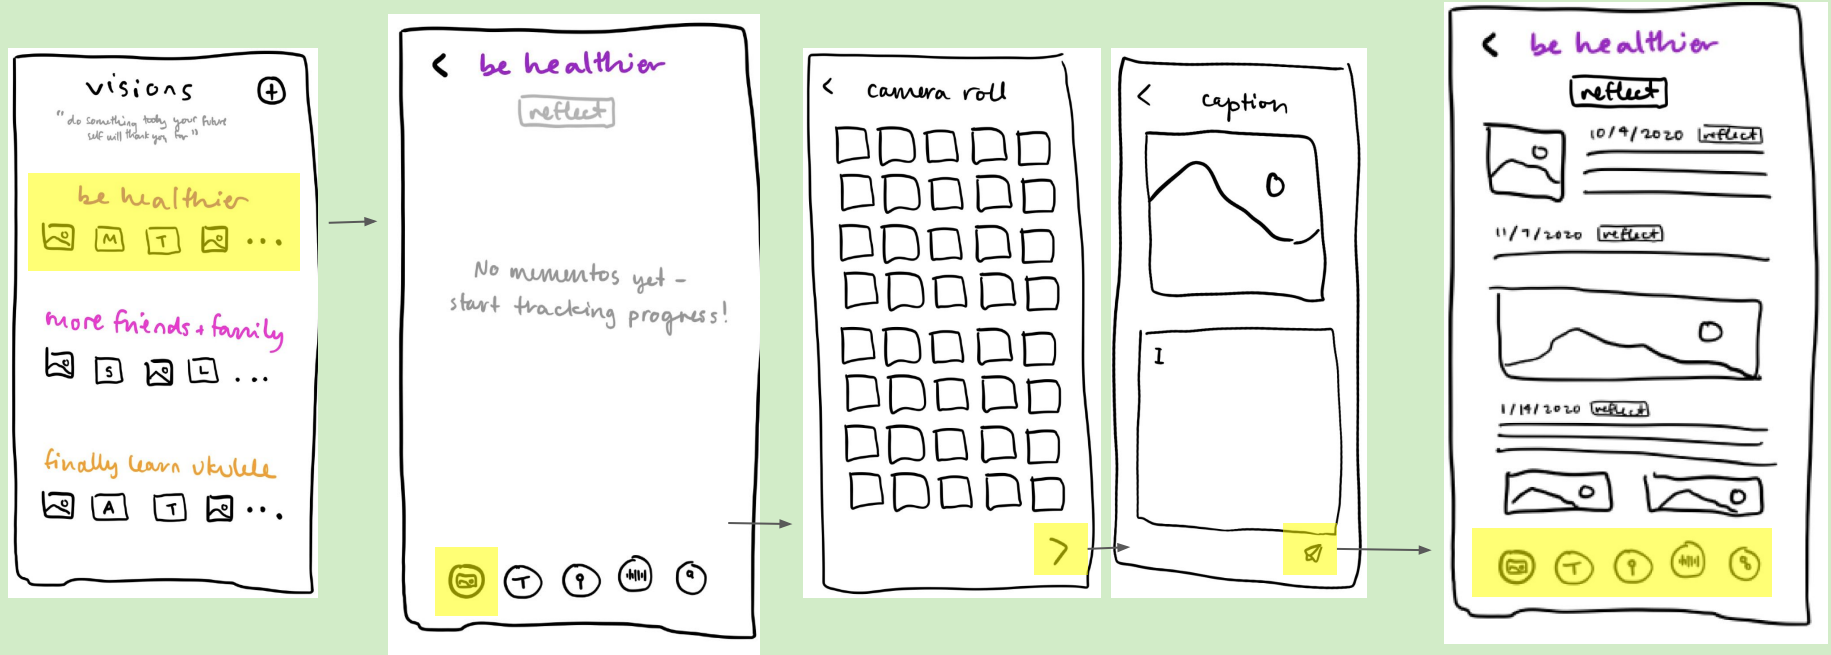 visions
"do something today your future
self will thank you for"
be healthier
M T ...
more friends + family
S L ...
finally learn ukulele
A T ...
< be healthier
reflect
No mementos yet -
start tracking progress!
T
< camera roll
>
< caption
I
< be healthier
reflect
10/4/2020 reflect
11/7/2020 reflect
1/14/2020 reflect
T